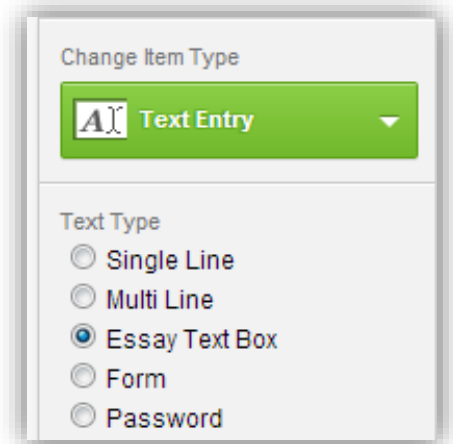 Change Item Type
A Text Entry
Text Type
Single Line
Multi Line
Essay Text Box
Form
Password